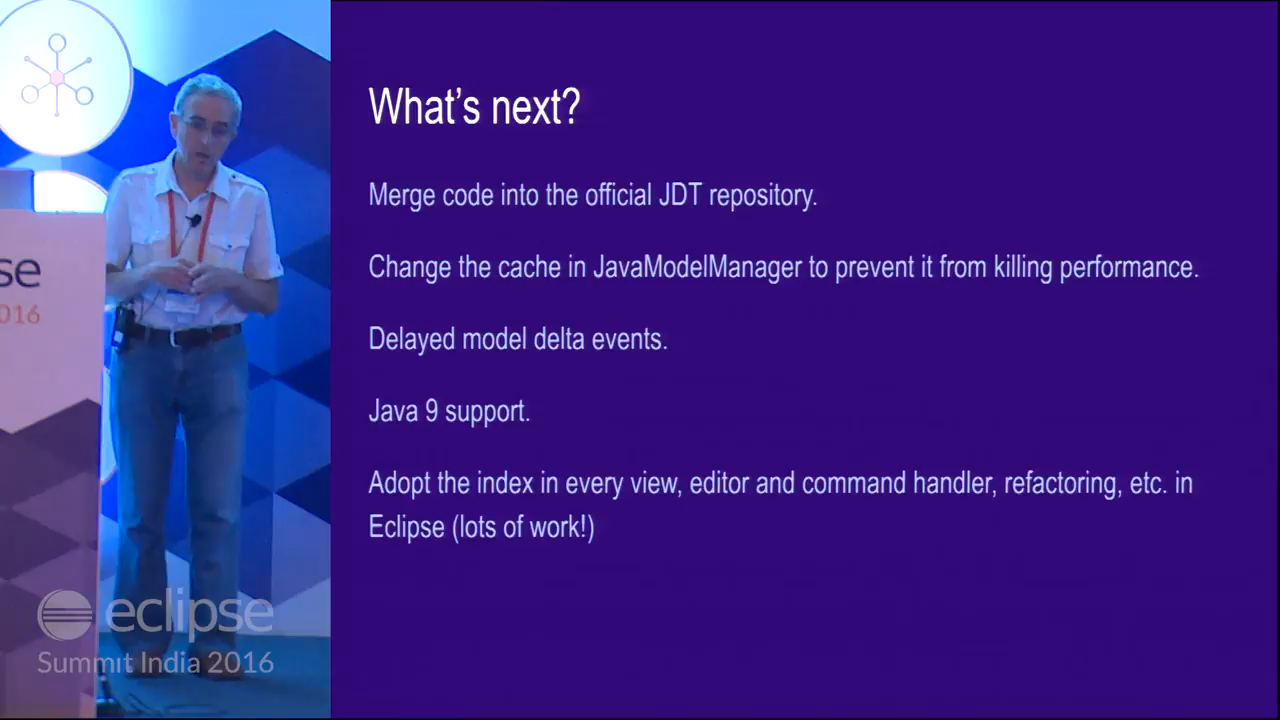 What's next?
Merge code into the official JDT repository.
Change the cache in JavaModelManager to prevent it from killing performance.
Delayed model delta events.
Java 9 support.
Adopt the index in every view, editor and command handler, refactoring, etc. in
Eclipse (lots of work!)
se
016
eclipse
Summit India 2016